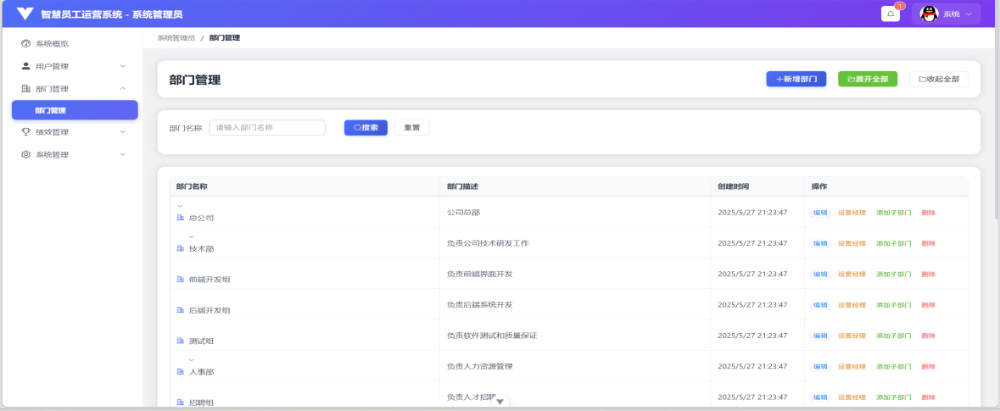 智慧员工运营系统 - 系统管理员
1
系统
系统概览
用户管理
部门管理
部门管理
绩效管理
系统管理
系统管理员 / 部门管理
部门管理
+新增部门
展开全部
收起全部
部门名称 请输入部门名称 搜索 重置
部门名称 部门描述 创建时间 操作
总公司 公司总部 2025/5/27 21:23:47 编辑 设置经理 添加子部门 删除
技术部 负责公司技术研发工作 2025/5/27 21:23:47 编辑 设置经理 添加子部门 删除
前端开发组 负责前端界面开发 2025/5/27 21:23:47 编辑 设置经理 添加子部门 删除
后端开发组 负责后端系统开发 2025/5/27 21:23:47 编辑 设置经理 添加子部门 删除
测试组 负责软件测试和质量保证 2025/5/27 21:23:47 编辑 设置经理 添加子部门 删除
人事部 负责人力资源管理 2025/5/27 21:23:47 编辑 设置经理 添加子部门 删除
招聘组 负责人才招聘 2025/5/27 21:23:47 编辑 设置经理 添加子部门 删除